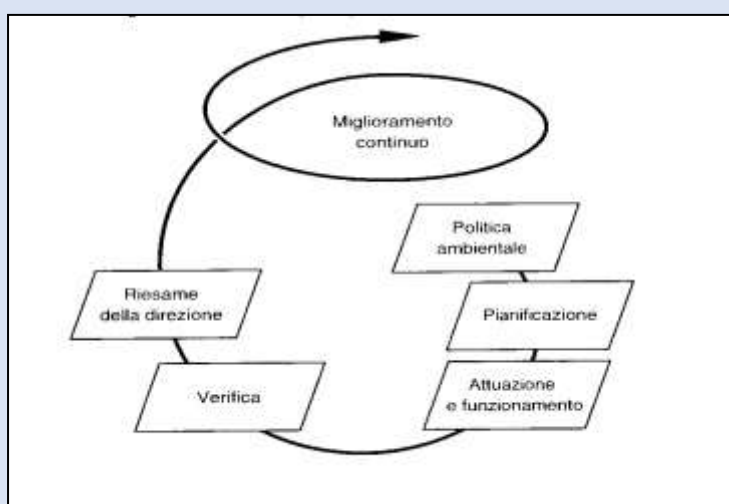 Miglioramento
continuo
Politica
ambientale
Riesame
della direzione
Pianificazione
Verifica
Attuazione
e funzionamento